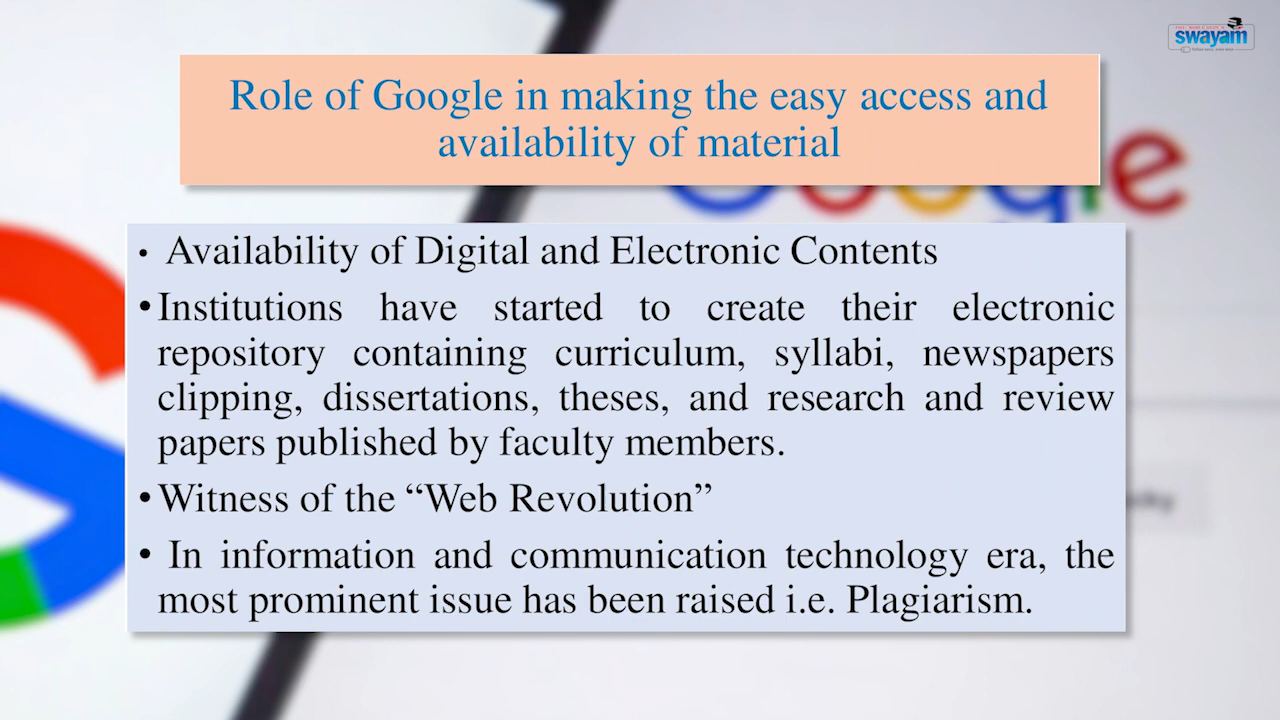 swayam
Role of Google in making the easy access and
availability of material
• Availability of Digital and Electronic Contents
• Institutions have started to create their electronic
repository containing curriculum, syllabi, newspapers
clipping, dissertations, theses, and research and review
papers published by faculty members.
• Witness of the “Web Revolution”
• In information and communication technology era, the
most prominent issue has been raised i.e. Plagiarism.